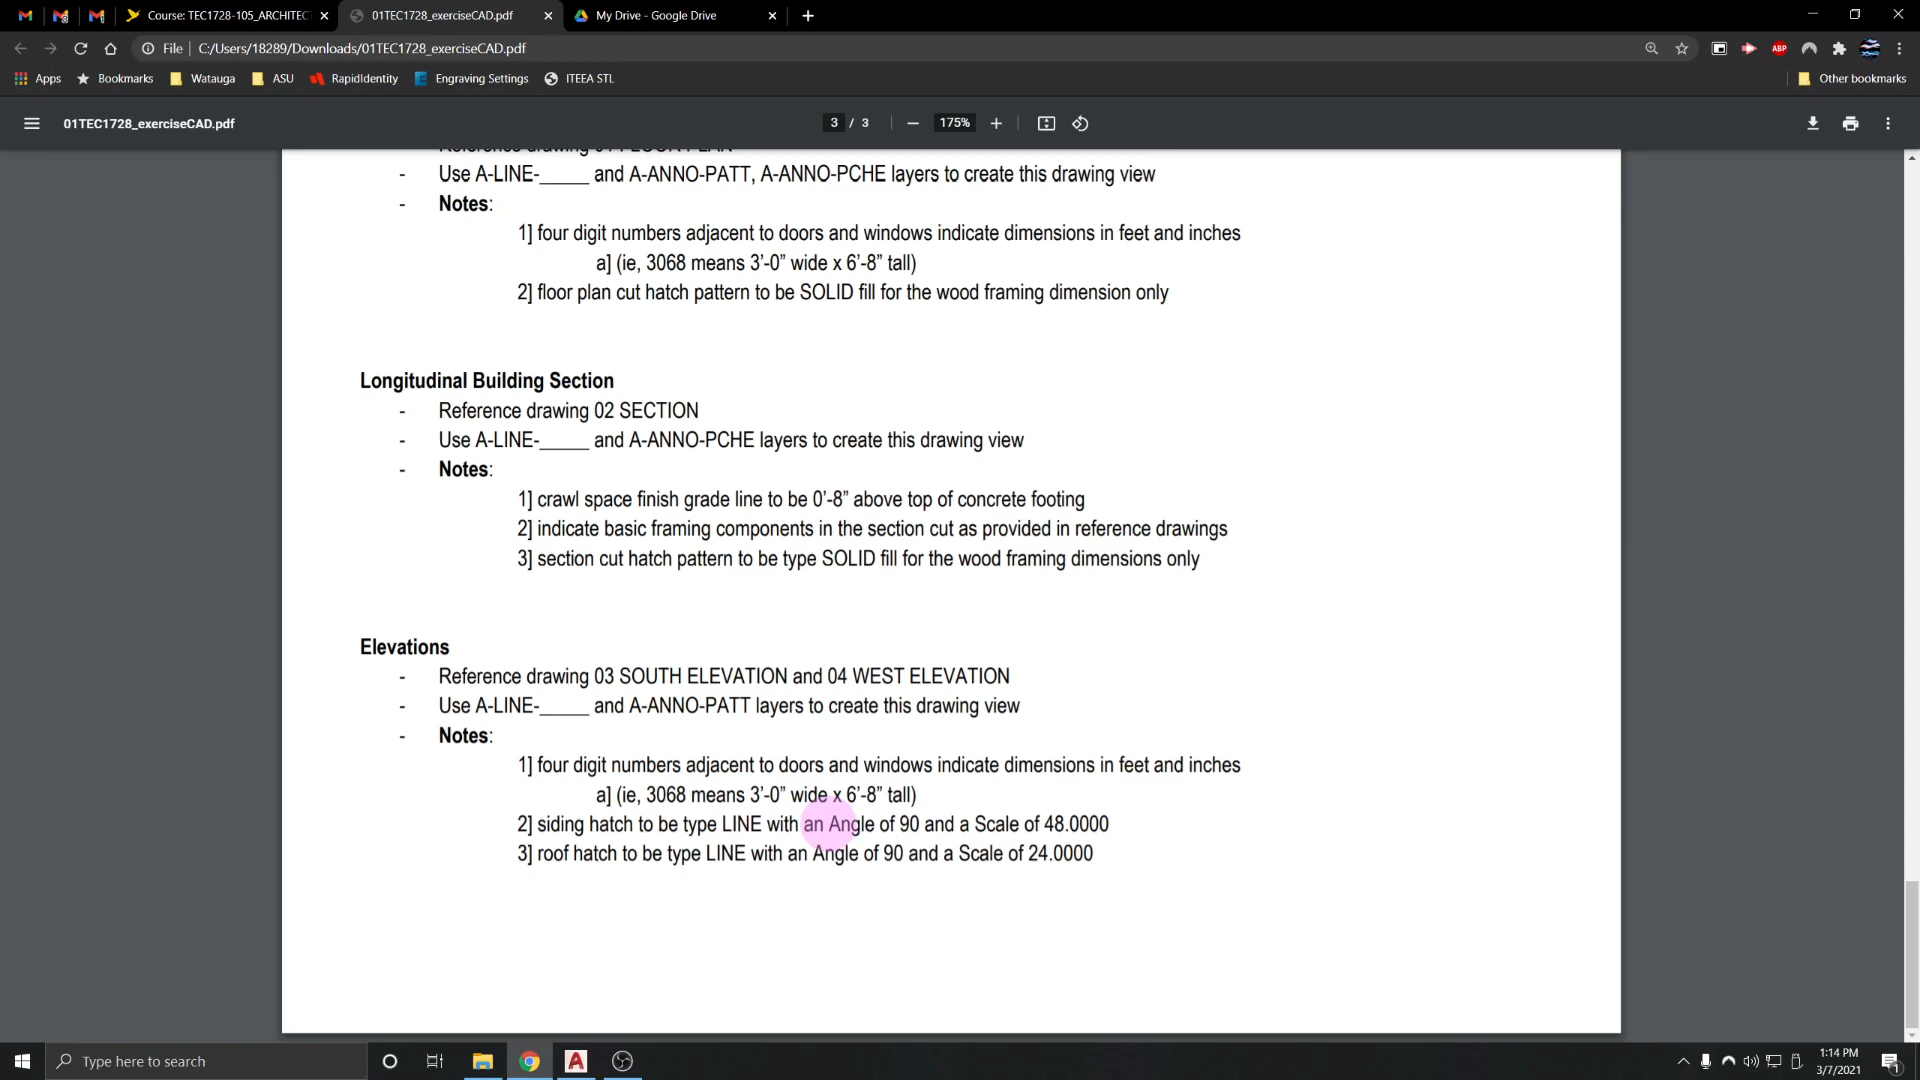 Course: TEC1728-105_ARCHITEC
01TEC1728_exerciseCAD.pdf
My Drive - Google Drive
File
C:/Users/18289/Downloads/01TEC1728_exerciseCAD.pdf
ABP
Apps
Bookmarks
Watauga
ASU
RapidIdentity
Engraving Settings
ITEEA STL
Other bookmarks
01TEC1728_exerciseCAD.pdf
3 / 3
175%
- Use A-LINE-_____ and A-ANNO-PATT, A-ANNO-PCHE layers to create this drawing view
- Notes:
1] four digit numbers adjacent to doors and windows indicate dimensions in feet and inches
a] (ie, 3068 means 3'-0” wide x 6’-8” tall)
2] floor plan cut hatch pattern to be SOLID fill for the wood framing dimension only
Longitudinal Building Section
- Reference drawing 02 SECTION
- Use A-LINE-_____ and A-ANNO-PCHE layers to create this drawing view
- Notes:
1] crawl space finish grade line to be 0’-8” above top of concrete footing
2] indicate basic framing components in the section cut as provided in reference drawings
3] section cut hatch pattern to be type SOLID fill for the wood framing dimensions only
Elevations
- Reference drawing 03 SOUTH ELEVATION and 04 WEST ELEVATION
- Use A-LINE-_____ and A-ANNO-PATT layers to create this drawing view
- Notes:
1] four digit numbers adjacent to doors and windows indicate dimensions in feet and inches
a] (ie, 3068 means 3’-0” wide x 6’-8” tall)
2] siding hatch to be type LINE with an Angle of 90 and a Scale of 48.0000
3] roof hatch to be type LINE with an Angle of 90 and a Scale of 24.0000
Type here to search
1:14 PM
3/7/2021
1